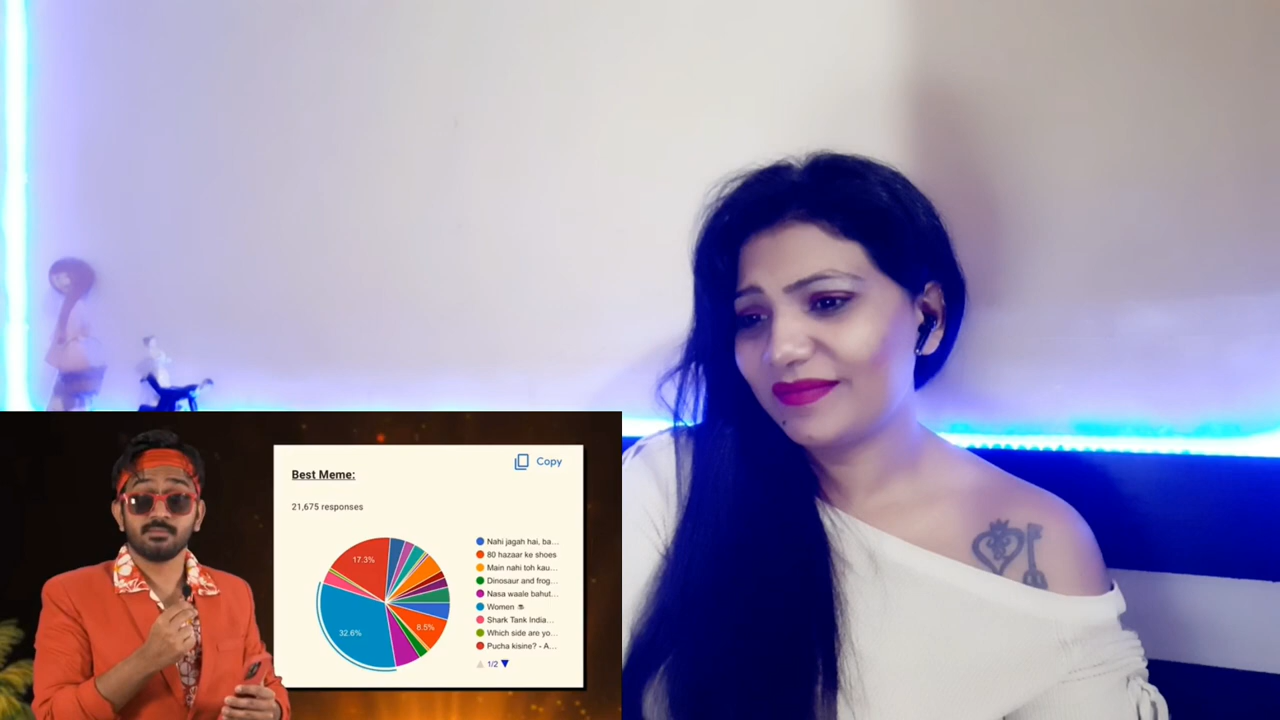 Copy
Best Meme:
21,675 responses
17.3%
32.6%
8.5%
Nahi jagah hai, ba...
80 hazaar ke shoes
Main nahi toh kau...
Dinosaur and frog...
Nasa waale bahut...
Women ☕
Shark Tank India...
Which side are yo...
Pucha kisine? - A...
1/2